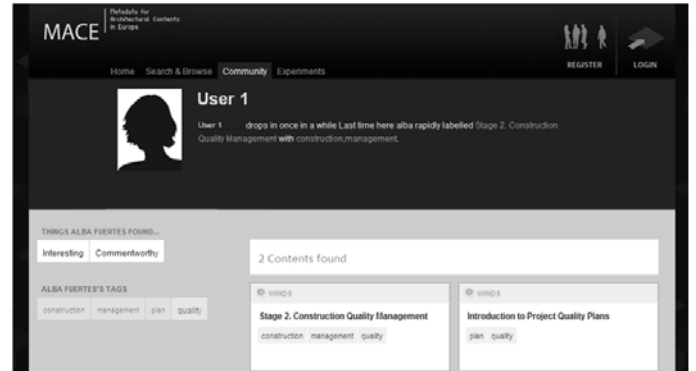 MACE
Metadata for
Architectural Contents
in Europe
REGISTER
LOGIN
Home Search & Browse Community Experiments
User 1
User 1 drops in once in a while Last time here alba rapidly labelled Stage 2. Construction
Quality Management with construction,management.
THINGS ALBA FUERTES FOUND...
Interesting Commentworthy
2 Contents found
ALBA FUERTES'S TAGS
construction management plan quality
WINDS
Stage 2. Construction Quality Management
construction management quality
WINDS
Introduction to Project Quality Plans
plan quality